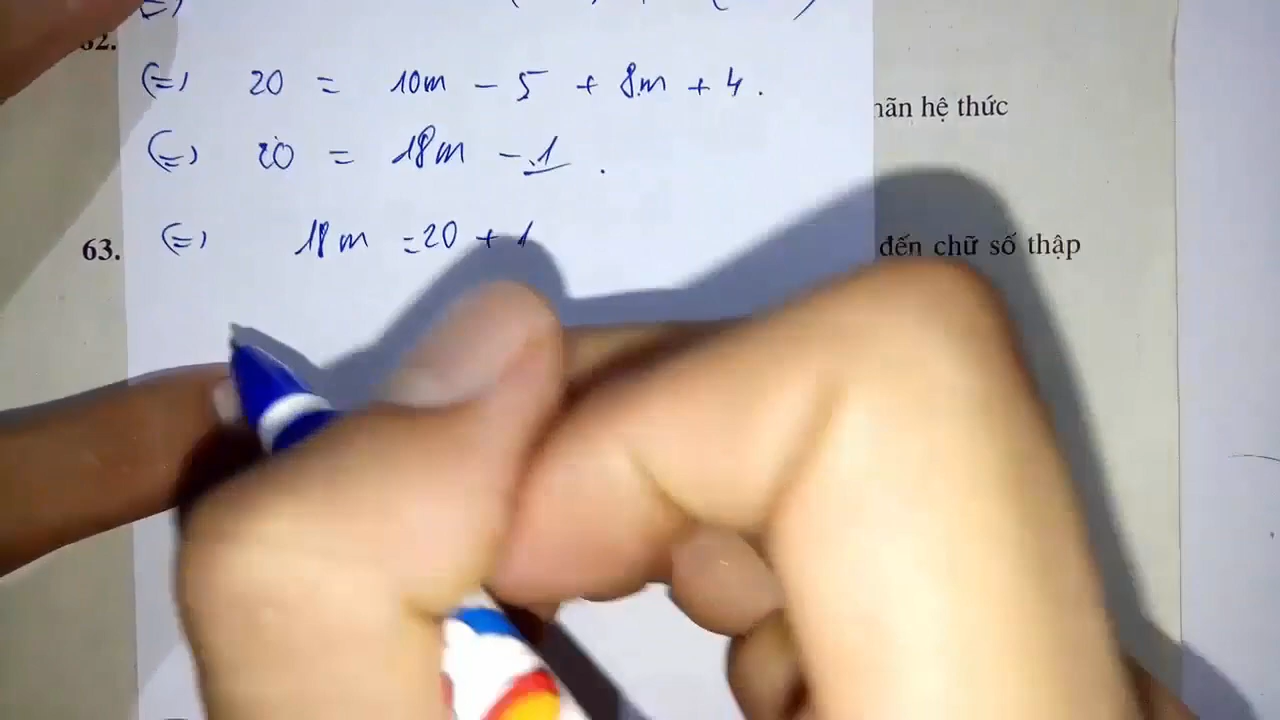 62.
(=) 20 = 10m - 5 + 8m + 4.
hãn hệ thức
(=) 20 = 18m - 1.
63. (=) 18m = 20 + 1
đến chữ số thập